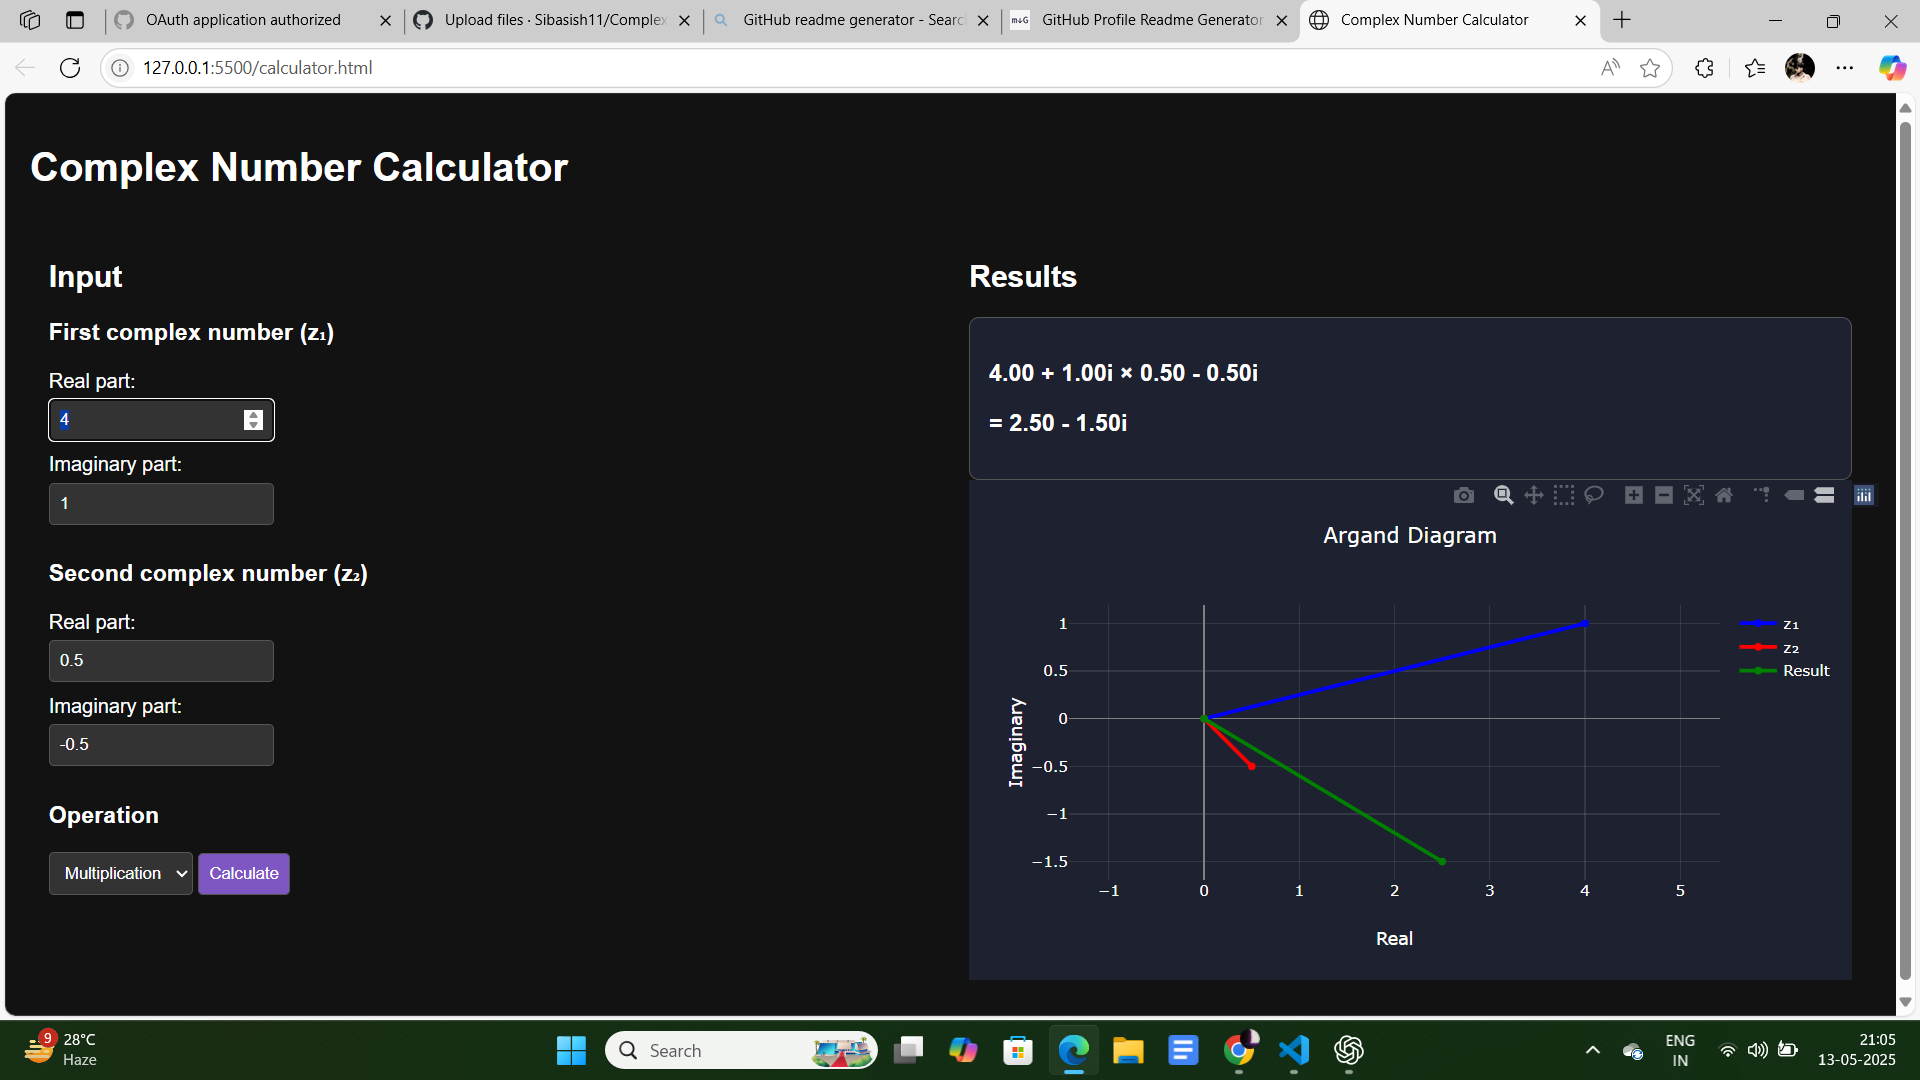 OAuth application authorized
Upload files · Sibasish11/Complex
GitHub readme generator - Searc
GitHub Profile Readme Generator
Complex Number Calculator
127.0.0.1:5500/calculator.html
Complex Number Calculator
Input
First complex number (z₁)
Real part:
4
Imaginary part:
1
Second complex number (z₂)
Real part:
0.5
Imaginary part:
-0.5
Operation
Multiplication
Calculate
Results
4.00 + 1.00i × 0.50 - 0.50i
= 2.50 - 1.50i
Argand Diagram
1
0.5
0
−0.5
−1
−1.5
Imaginary
−1
0
1
2
3
4
5
Real
z₁
z₂
Result
9
28°C
Haze
Search
ENG
IN
21:05
13-05-2025